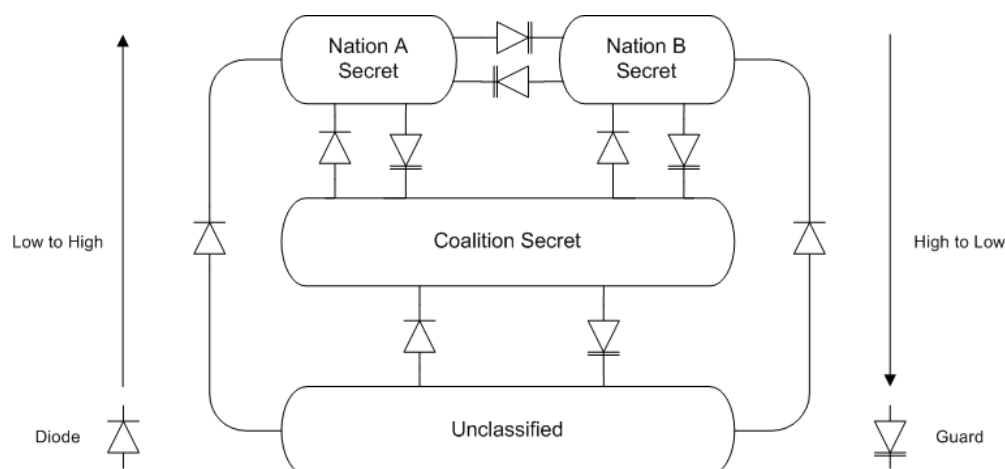 Nation A
Secret
Nation B
Secret
Low to High
Coalition Secret
High to Low
Diode
Unclassified
Guard